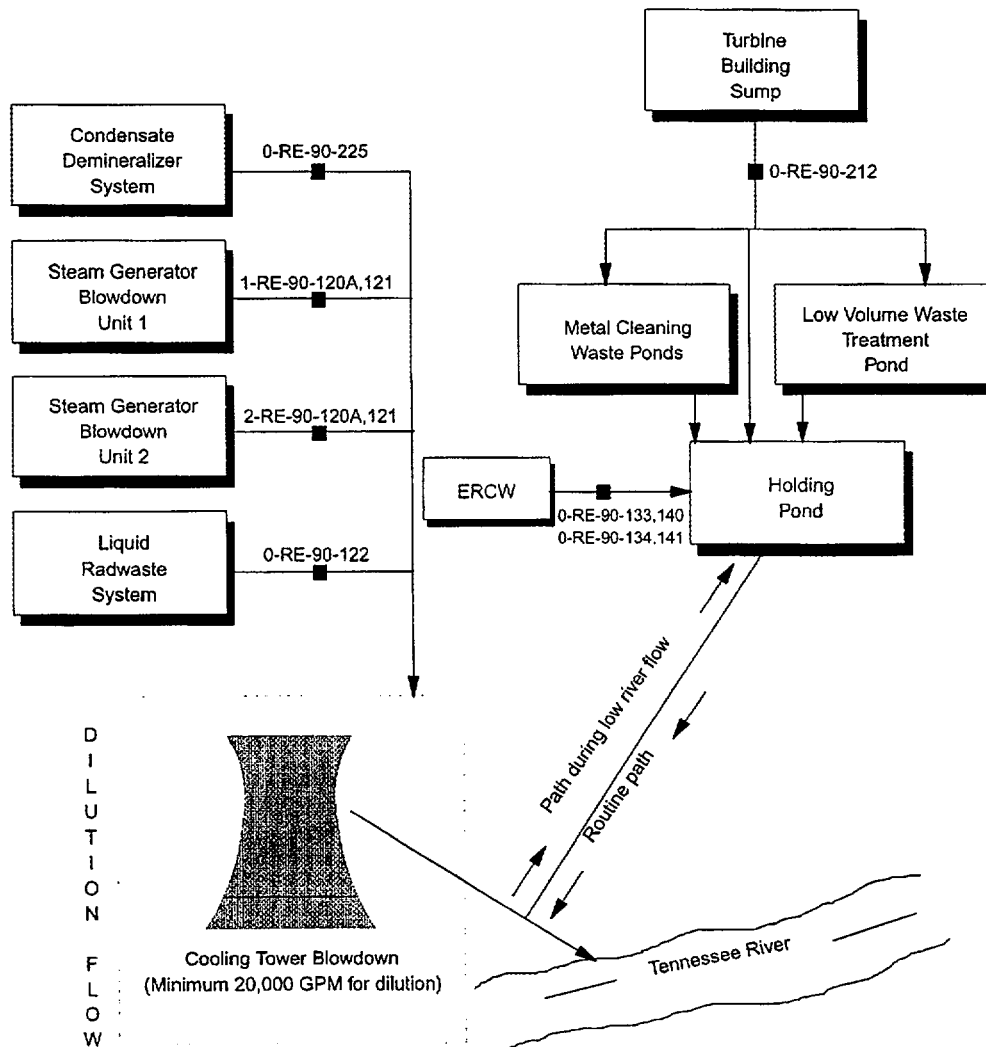 Turbine
Building
Sump
Condensate
Demineralizer
System
0-RE-90-225
0-RE-90-212
Steam Generator
Blowdown
Unit 1
1-RE-90-120A,121
Metal Cleaning
Waste Ponds
Low Volume Waste
Treatment
Pond
Steam Generator
Blowdown
Unit 2
2-RE-90-120A,121
ERCW
0-RE-90-133,140
0-RE-90-134,141
Holding
Pond
Liquid
Radwaste
System
0-RE-90-122
Path during low river flow
Routine path
DILUTION FLOW
Cooling Tower Blowdown
(Minimum 20,000 GPM for dilution)
Tennessee River